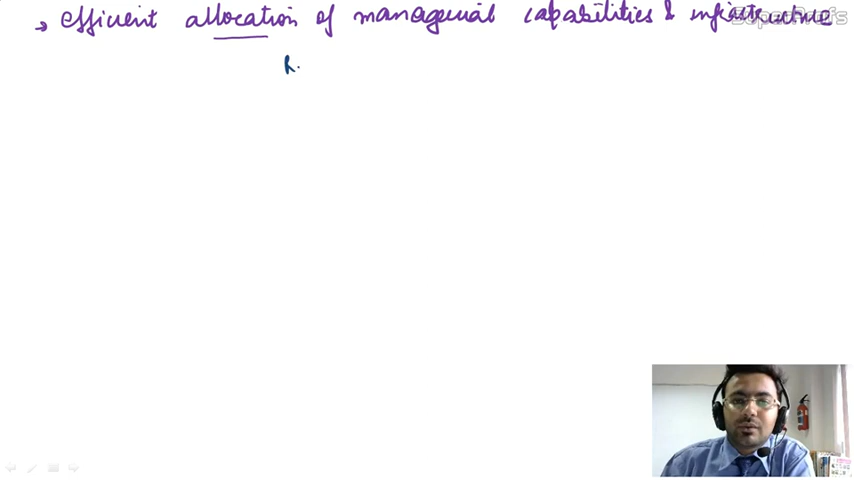 → efficient allocation of managerial capabilities & infrastructure
R.